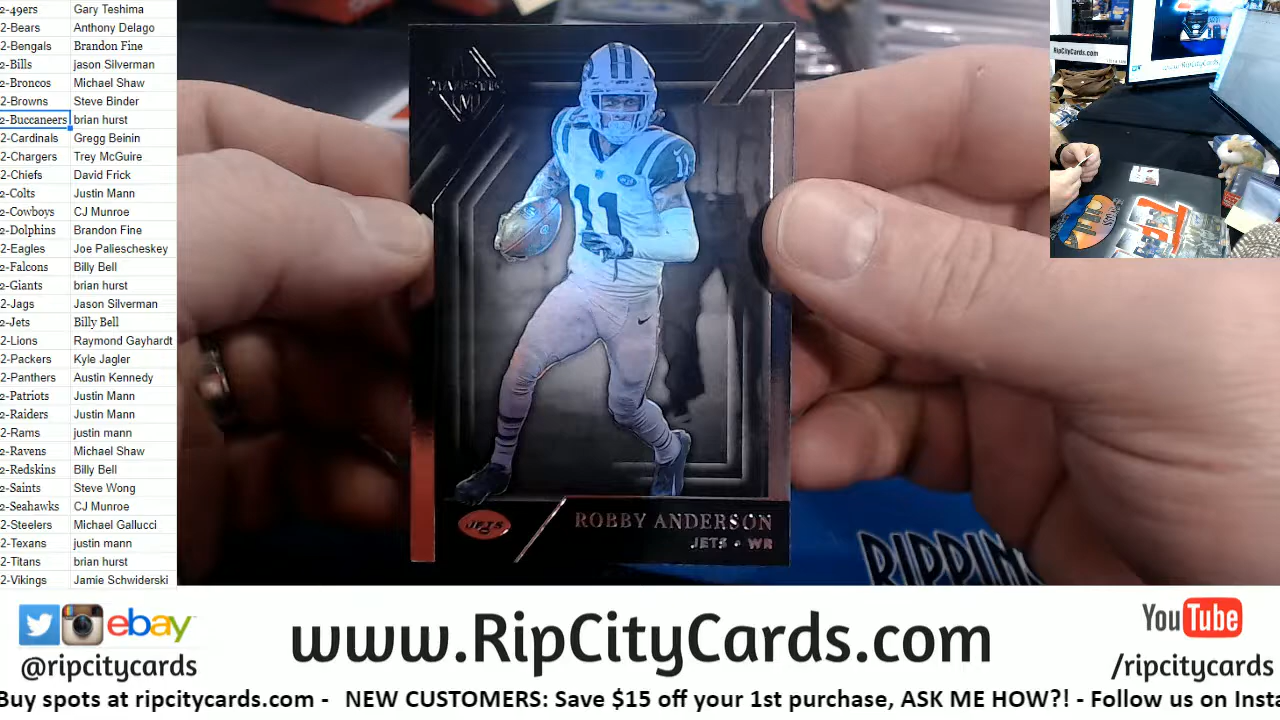 2-49ers Gary Teshima
2-Bears Anthony Delago
2-Bengals Brandon Fine
2-Bills jason Silverman
2-Broncos Michael Shaw
2-Browns Steve Binder
2-Buccaneers brian hurst
2-Cardinals Gregg Beinin
2-Chargers Trey McGuire
2-Chiefs David Frick
2-Colts Justin Mann
2-Cowboys CJ Munroe
2-Dolphins Brandon Fine
2-Eagles Joe Paliescheskey
2-Falcons Billy Bell
2-Giants brian hurst
2-Jags Jason Silverman
2-Jets Billy Bell
2-Lions Raymond Gayhardt
2-Packers Kyle Jagler
2-Panthers Austin Kennedy
2-Patriots Justin Mann
2-Raiders Justin Mann
2-Rams justin mann
2-Ravens Michael Shaw
2-Redskins Billy Bell
2-Saints Steve Wong
2-Seahawks CJ Munroe
2-Steelers Michael Gallucci
2-Texans justin mann
2-Titans brian hurst
2-Vikings Jamie Schwiderski
MAJESTIC
11
11
JETS
ROBBY ANDERSON
JETS • WR
RIPPIN
RipCityCards.com
ebay
@ripcitycards
www.RipCityCards.com
YouTube
/ripcitycards
Buy spots at ripcitycards.com - NEW CUSTOMERS: Save $15 off your 1st purchase, ASK ME HOW?! - Follow us on Insta